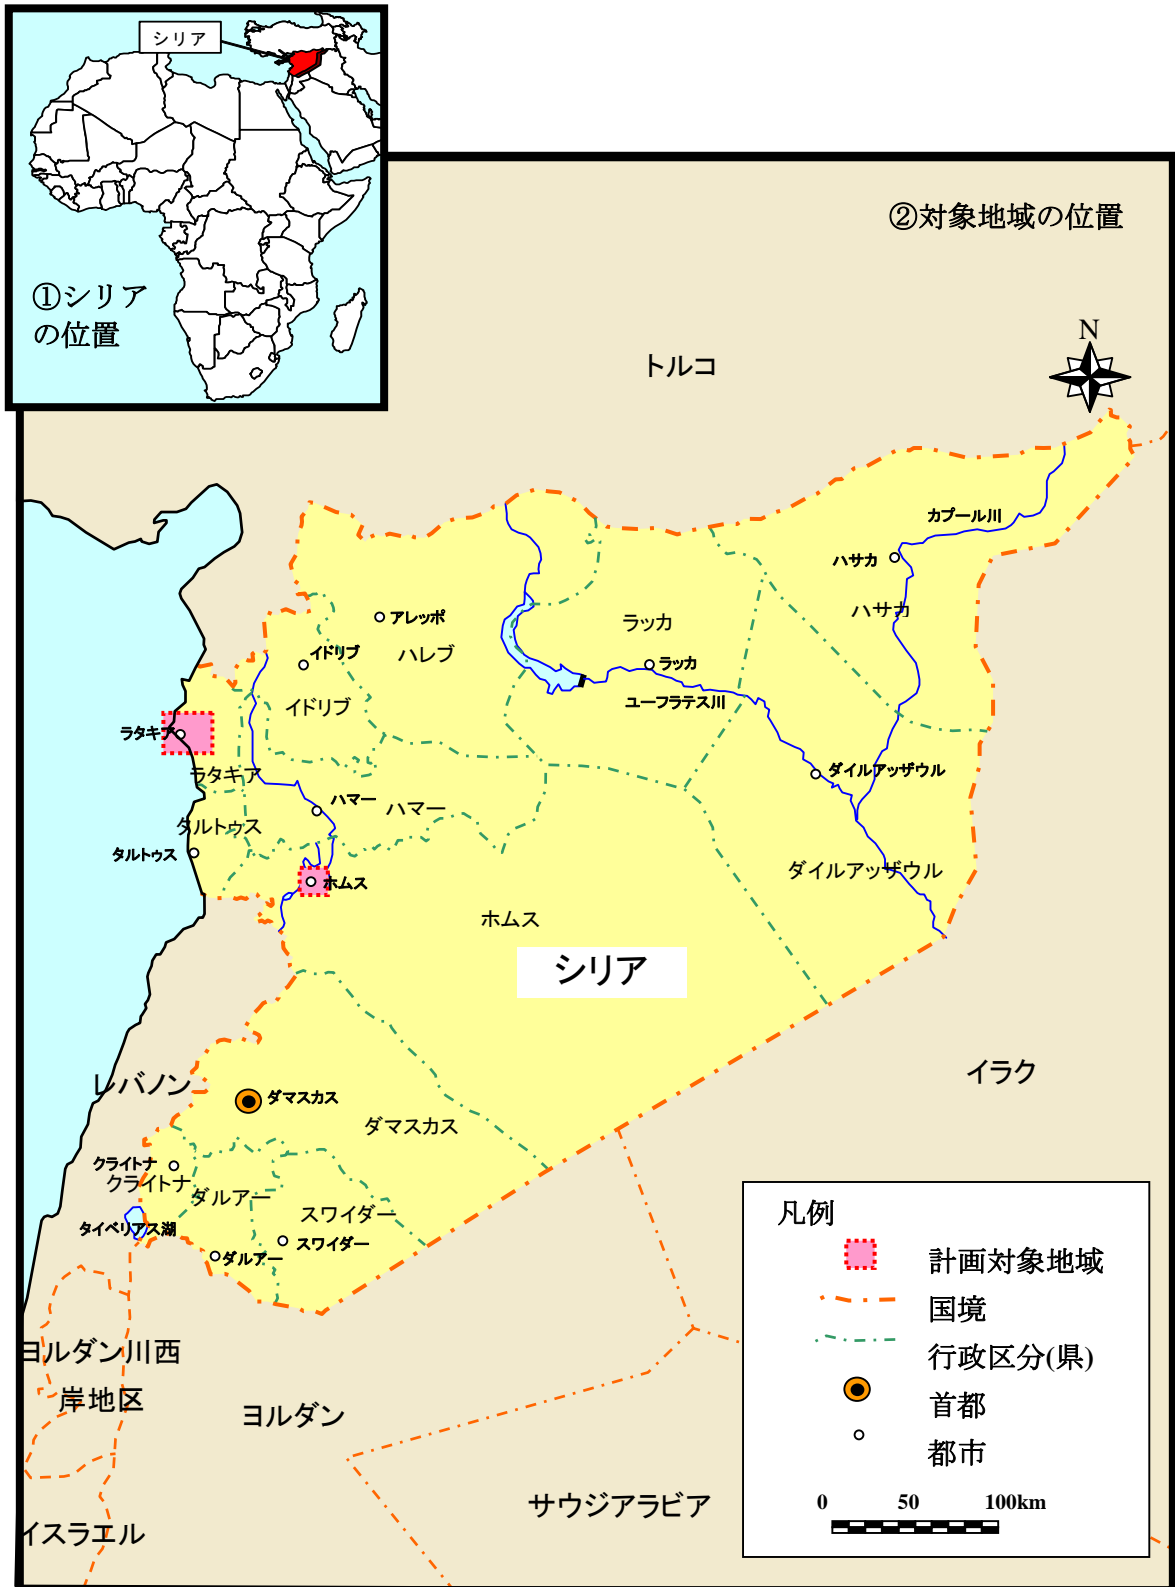 シリア
①シリア
の位置
②対象地域の位置
N
トルコ
カプール川
ハサカ
ハサカ
アレッポ
ラッカ
イドリブ
ハレブ
ラッカ
ユーフラテス川
イドリブ
ラタキア
ラタキア
ダイルアッザウル
ハマー
ハマー
タルトゥス
タルトゥス
ダイルアッザウル
ホムス
ホムス
シリア
イラク
レバノン
ダマスカス
ダマスカス
クライトナ
クライトナ
ダルアー
スワイダー
タイベリアス湖
スワイダー
ダルアー
ヨルダン川西
岸地区
ヨルダン
サウジアラビア
イスラエル
凡例
計画対象地域
国境
行政区分(県)
首都
都市
0 50 100km